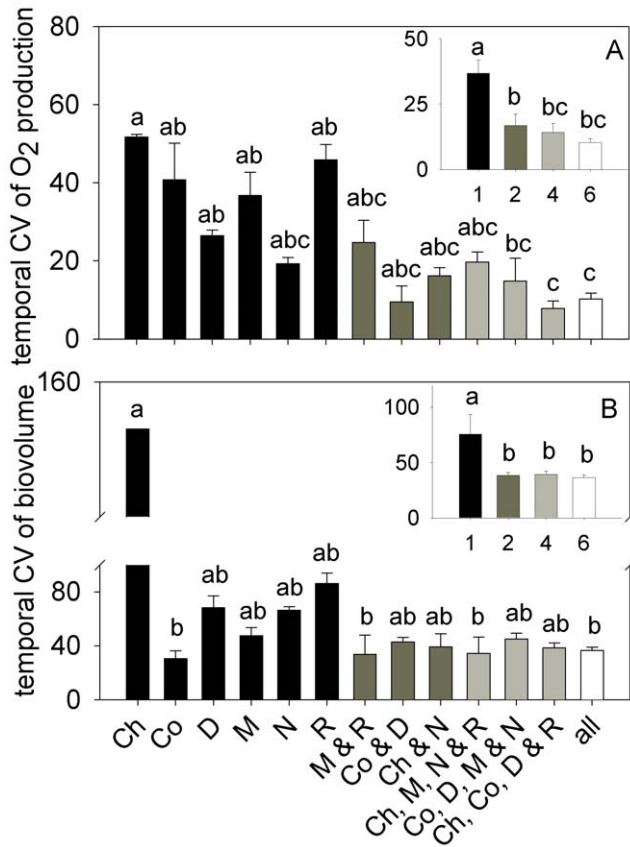 temporal CV of O2 production
80
60
40
20
0
a
ab
ab
ab
abc
ab
abc
abc
abc
abc
bc
c
c
A
50
25
0
a
b
bc
bc
1
2
4
6
temporal CV of biovolume
160
80
40
0
a
b
ab
ab
ab
ab
b
ab
ab
b
ab
ab
b
B
100
50
0
a
b
b
b
1
2
4
6
Ch
Co
D
M
N
R
M & R
Co & D
Ch & N
Ch, M, N & R
Co, D, M & N
Ch, Co, D & R
all